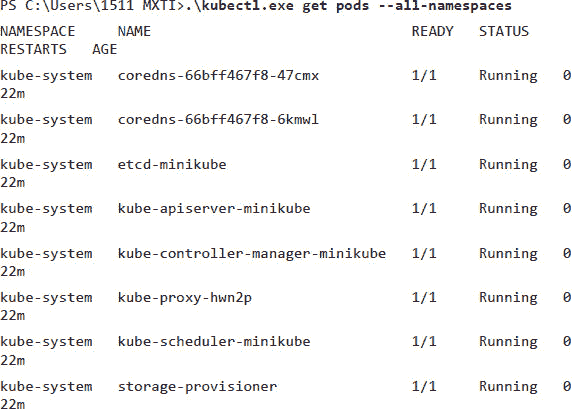 PS C:\Users\1511 MXTI>.\kubectl.exe get pods --all-namespaces
NAMESPACE NAME READY STATUS
RESTARTS AGE
kube-system coredns-66bff467f8-47cmx 1/1 Running 0
22m
kube-system coredns-66bff467f8-6kmwl 1/1 Running 0
22m
kube-system etcd-minikube 1/1 Running 0
22m
kube-system kube-apiserver-minikube 1/1 Running 0
22m
kube-system kube-controller-manager-minikube 1/1 Running 0
22m
kube-system kube-proxy-hwn2p 1/1 Running 0
22m
kube-system kube-scheduler-minikube 1/1 Running 0
22m
kube-system storage-provisioner 1/1 Running 0
22m